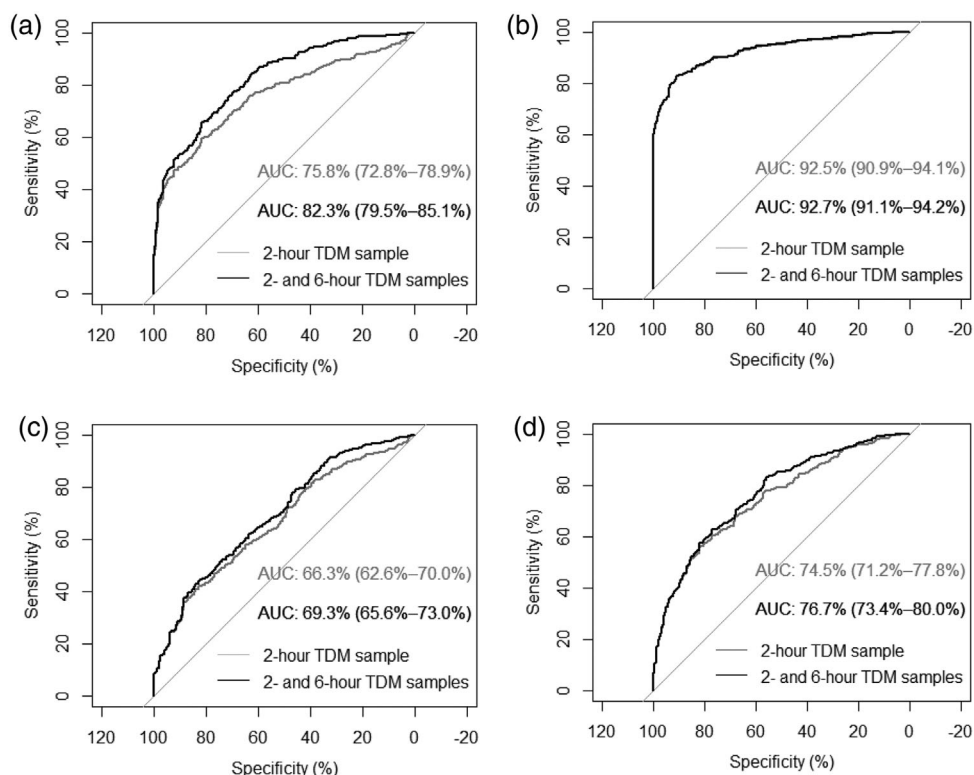 (a)
100
80
60
40
20
0
Sensitivity (%)
AUC: 75.8% (72.8%–78.9%)
AUC: 82.3% (79.5%–85.1%)
2-hour TDM sample
2- and 6-hour TDM samples
120 100 80 60 40 20 0 -20
Specificity (%)
(b)
100
80
60
40
20
0
Sensitivity (%)
AUC: 92.5% (90.9%–94.1%)
AUC: 92.7% (91.1%–94.2%)
2-hour TDM sample
2- and 6-hour TDM samples
120 100 80 60 40 20 0 -20
Specificity (%)
(c)
100
80
60
40
20
0
Sensitivity (%)
AUC: 66.3% (62.6%–70.0%)
AUC: 69.3% (65.6%–73.0%)
2-hour TDM sample
2- and 6-hour TDM samples
120 100 80 60 40 20 0 -20
Specificity (%)
(d)
100
80
60
40
20
0
Sensitivity (%)
AUC: 74.5% (71.2%–77.8%)
AUC: 76.7% (73.4%–80.0%)
2-hour TDM sample
2- and 6-hour TDM samples
120 100 80 60 40 20 0 -20
Specificity (%)